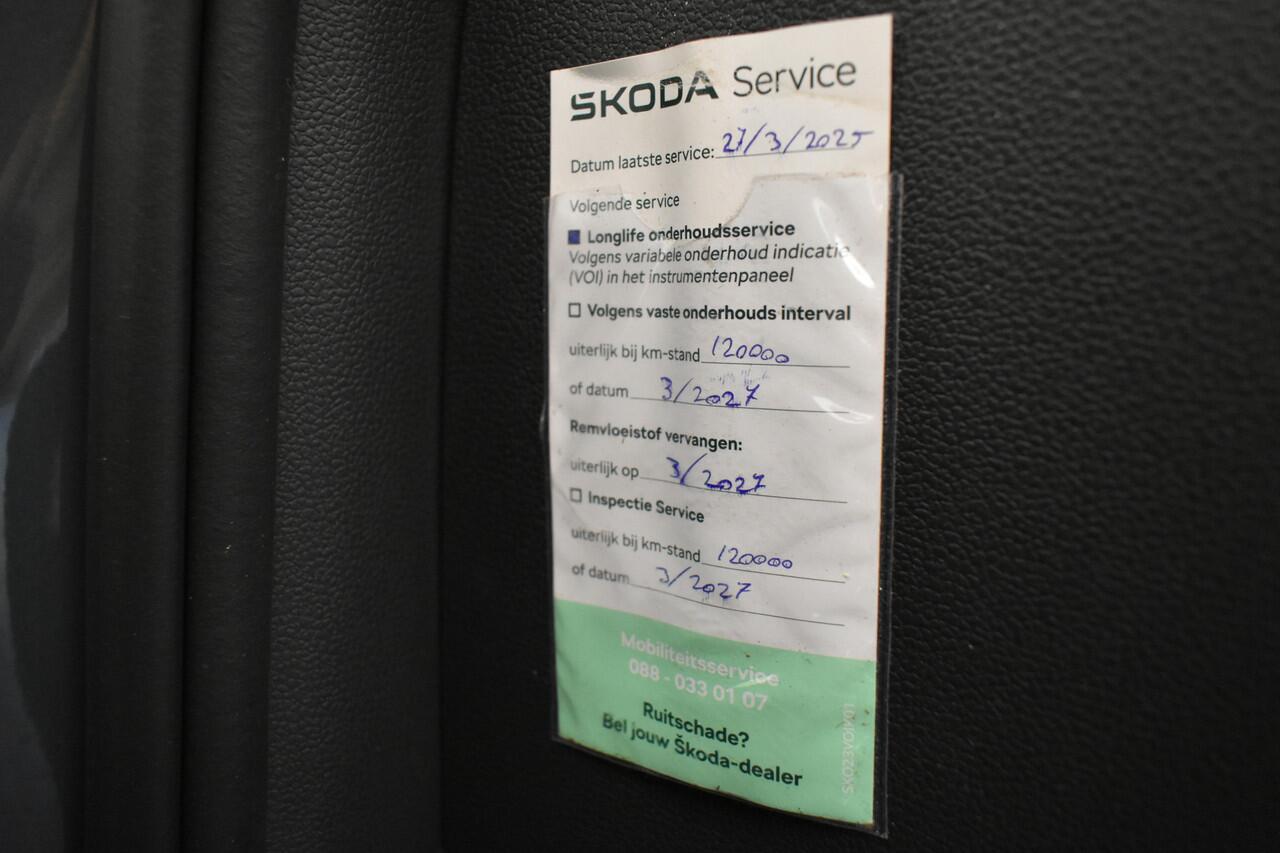 ŠKODA Service
Datum laatste service: 27/3/2025
Volgende service
Longlife onderhoudsservice
Volgens variabele onderhoud indicatie
(VOI) in het instrumentenpaneel
Volgens vaste onderhouds interval
uiterlijk bij km-stand 120000
of datum 3/2027
Remvloeistof vervangen:
uiterlijk op 3/2027
Inspectie Service
uiterlijk bij km-stand 120000
of datum 3/2027
Mobiliteitsservice
088 - 033 01 07
Ruitschade?
Bel jouw Škoda-dealer